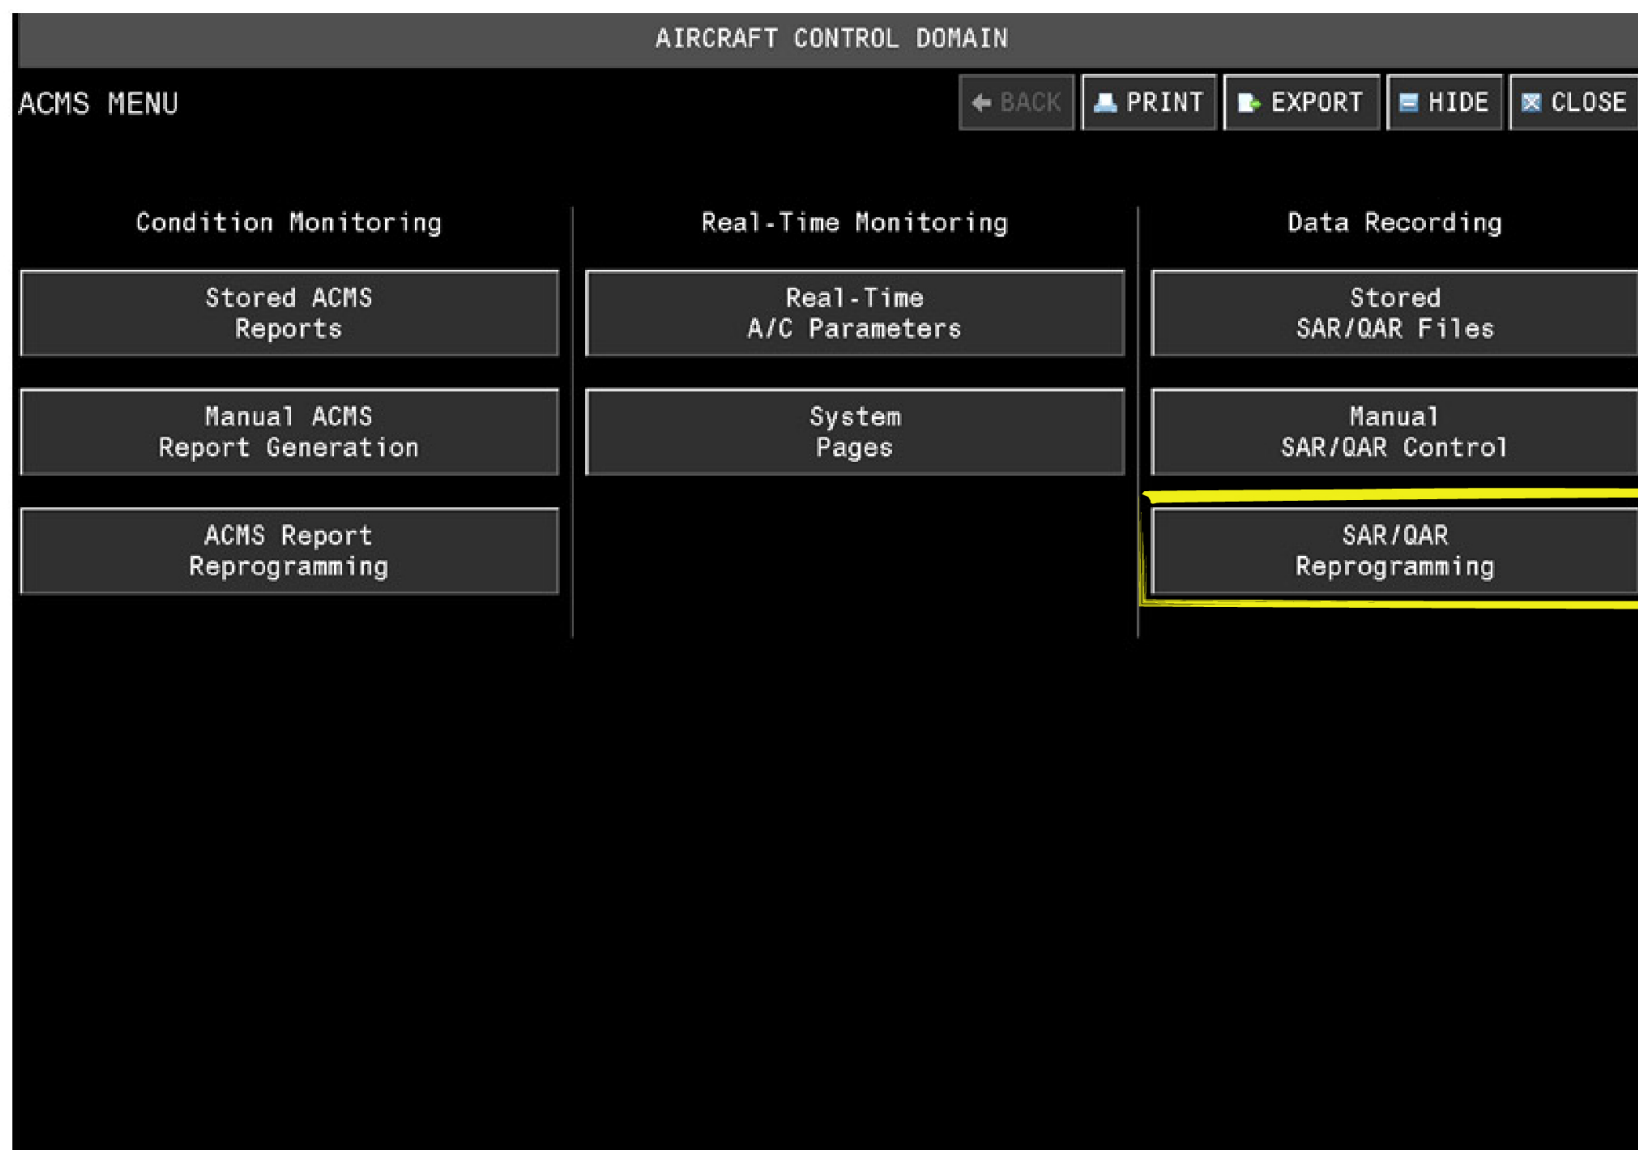 AIRCRAFT CONTROL DOMAIN
ACMS MENU
BACK
PRINT
EXPORT
HIDE
CLOSE
Condition Monitoring
Stored ACMS
Reports
Manual ACMS
Report Generation
ACMS Report
Reprogramming
Real-Time Monitoring
Real-Time
A/C Parameters
System
Pages
Data Recording
Stored
SAR/QAR Files
Manual
SAR/QAR Control
SAR/QAR
Reprogramming